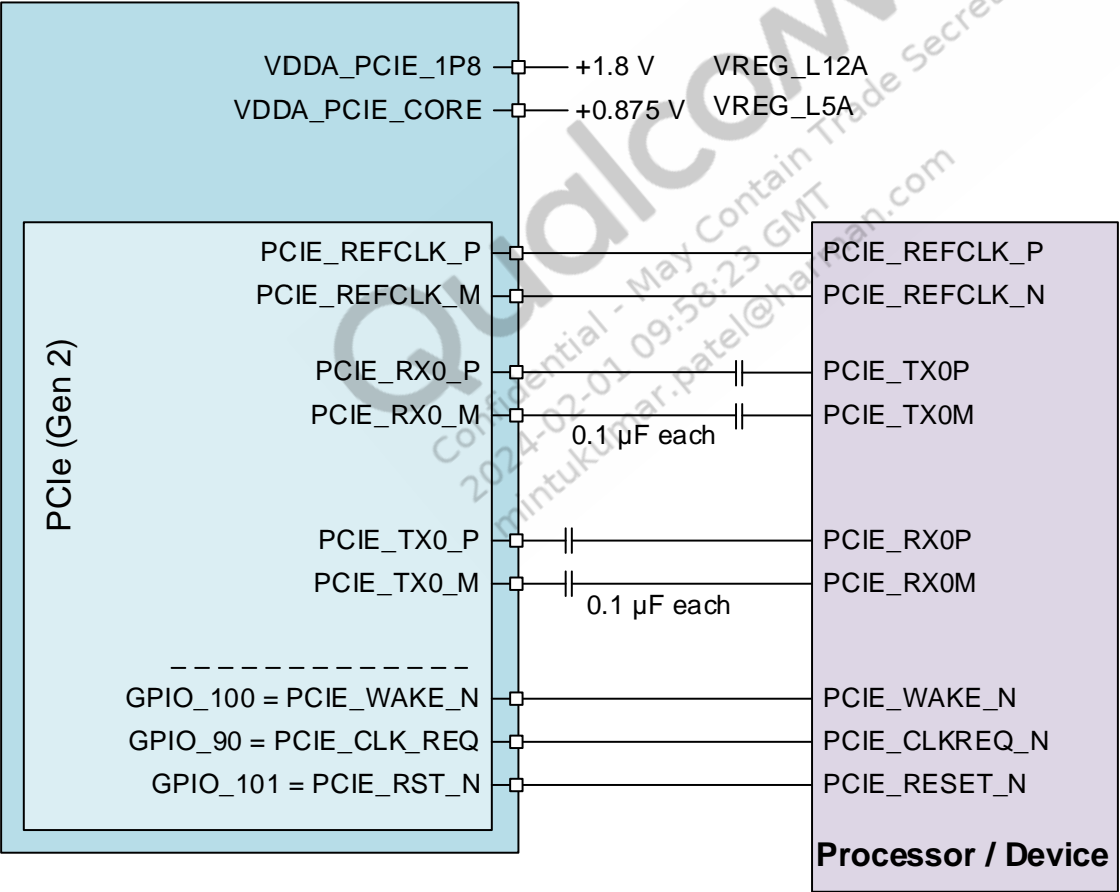 VDDA_PCIE_1P8 +1.8 V VREG_L12A
VDDA_PCIE_CORE +0.875 V VREG_L5A
PCIE_REFCLK_P PCIE_REFCLK_P
PCIE_REFCLK_M PCIE_REFCLK_N
PCIe (Gen 2)
PCIE_RX0_P PCIE_TX0P
PCIE_RX0_M PCIE_TX0M
0.1 µF each
PCIE_TX0_P PCIE_RX0P
PCIE_TX0_M PCIE_RX0M
0.1 µF each
GPIO_100 = PCIE_WAKE_N PCIE_WAKE_N
GPIO_90 = PCIE_CLK_REQ PCIE_CLKREQ_N
GPIO_101 = PCIE_RST_N PCIE_RESET_N
Processor / Device
Qualcom
Confidential - May Contain Trade Secre
2024-02-01 09:58:23 GMT
mintukumar.patel@harman.com